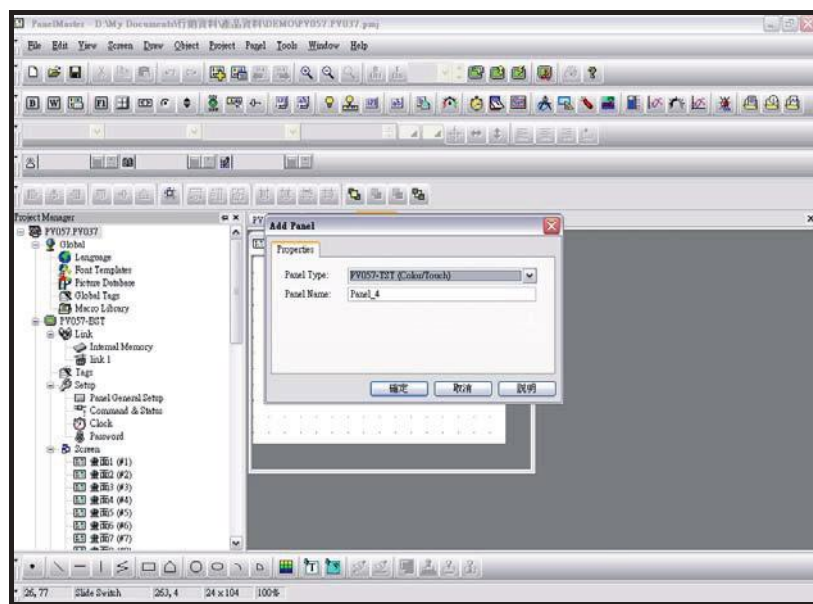 PanelMaster - D:\My Documents\行銷資料\產品資料\DEMO\PV057.PV037.pmj
File Edit View Screen Draw Object Project Panel Tools Window Help
Project Manager
PV057.PV037
Global
Language
Font Templates
Picture Database
Global Tags
Macro Library
PV057-BST
Link
Internal Memory
link 1
Tags
Setup
Panel General Setup
Command & Status
Clock
Password
Screen
畫面1 (#1)
畫面2 (#2)
畫面3 (#3)
畫面4 (#4)
畫面5 (#5)
畫面6 (#6)
畫面7 (#7)
PV
Add Panel
Properties
Panel Type: PV057-TST (Color/Touch)
Panel Name: Panel_4
確定 取消 說明
26, 77 Slide Switch 263, 4 24 x 104 100%